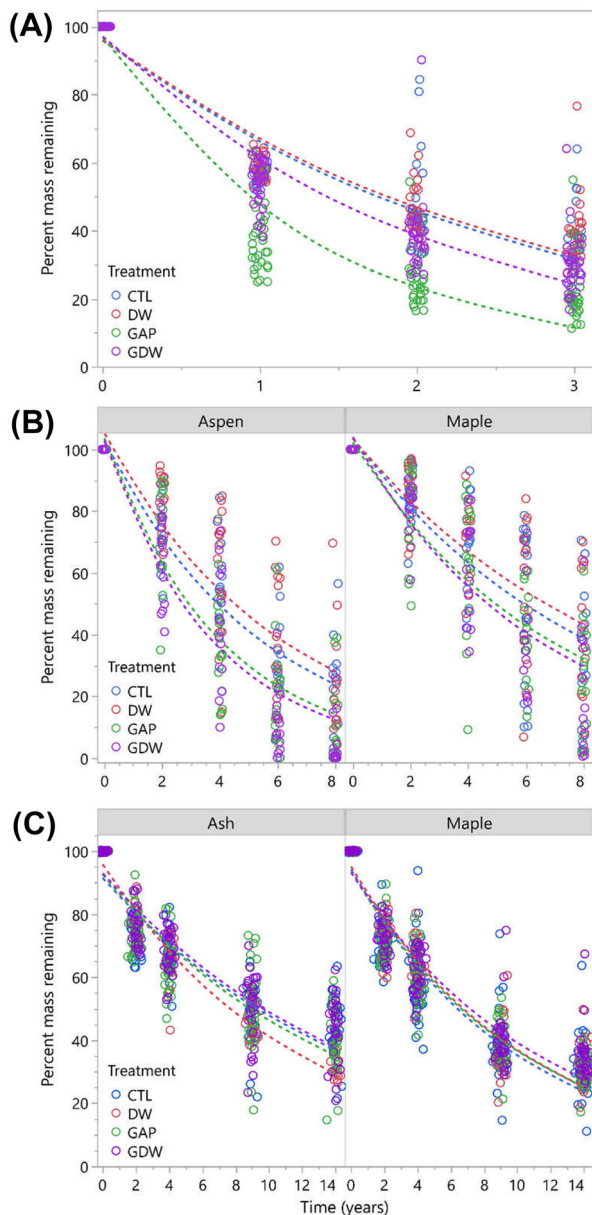 (A)
Percent mass remaining
100
80
60
40
20
0
Treatment
CTL
DW
GAP
GDW
0 1 2 3
(B)
Aspen Maple
Percent mass remaining
100
80
60
40
20
0
Treatment
CTL
DW
GAP
GDW
0 2 4 6 8 0 2 4 6 8
(C)
Ash Maple
Percent mass remaining
100
80
60
40
20
0
Treatment
CTL
DW
GAP
GDW
0 2 4 6 8 10 12 14 0 2 4 6 8 10 12 14
Time (years)